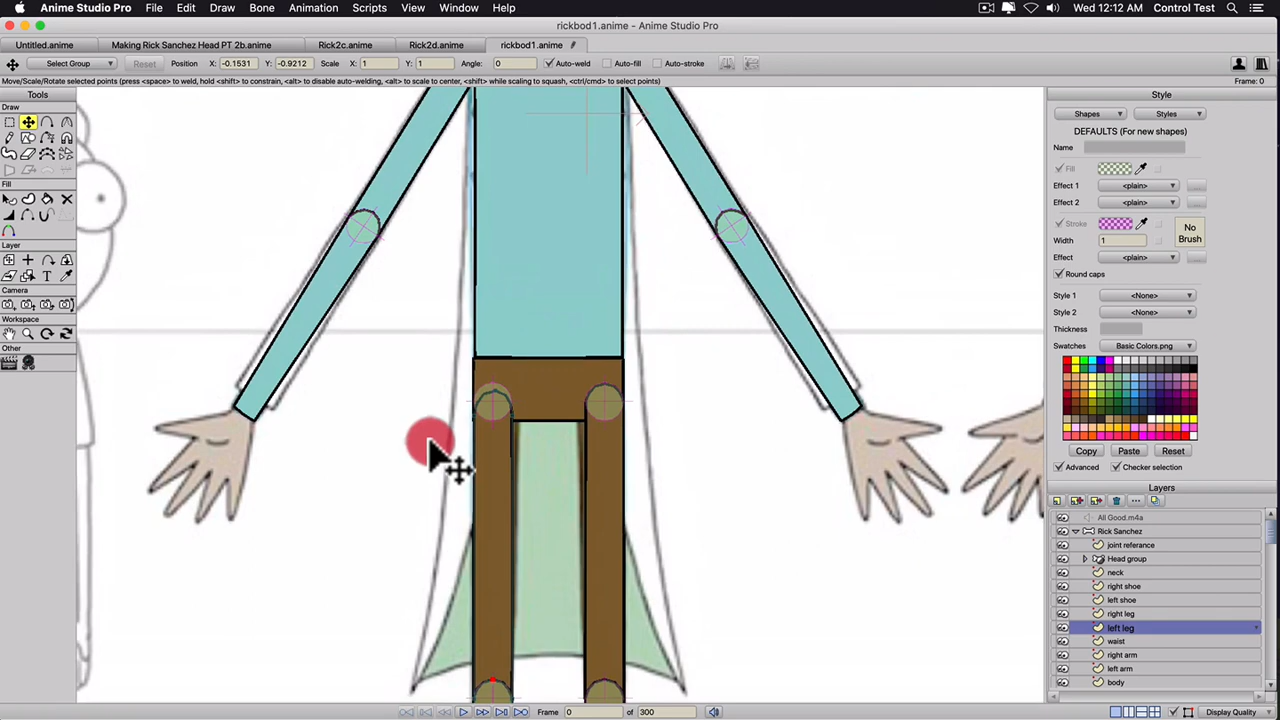 Anime Studio Pro File Edit Draw Bone Animation Scripts View Window Help Wed 12:12 AM Control Test
rickbod1.anime - Anime Studio Pro
Untitled.anime Making Rick Sanchez Head PT 2b.anime Rick2c.anime Rick2d.anime rickbod1.anime
Select Group Reset Position X: -0.1531 Y: -0.9212 Scale X: 1 Y: 1 Angle: 0 Auto-weld Auto-fill Auto-stroke
Move/Scale/Rotate selected points (press <space> to weld, hold <shift> to constrain, <alt> to disable auto-welding, <alt> to scale to center, <shift> while scaling to squash, <ctrl/cmd> to select points) Frame: 0
Tools
Draw
Fill
Layer
Camera
Workspace
Other
Style
Shapes Styles
DEFAULTS (For new shapes)
Name
Fill
Effect 1 <plain> ...
Effect 2 <plain> ...
Stroke
Width 1
No
Brush
Effect <plain> ...
Round caps
Style 1 <None>
Style 2 <None>
Thickness
Swatches Basic Colors.png
Copy Paste Reset
Advanced Checker selection
Layers
All Good.m4a
Rick Sanchez
joint referance
Head group
neck
right shoe
left shoe
right leg
left leg
waist
right arm
left arm
body
Frame 0 of 300 Display Quality